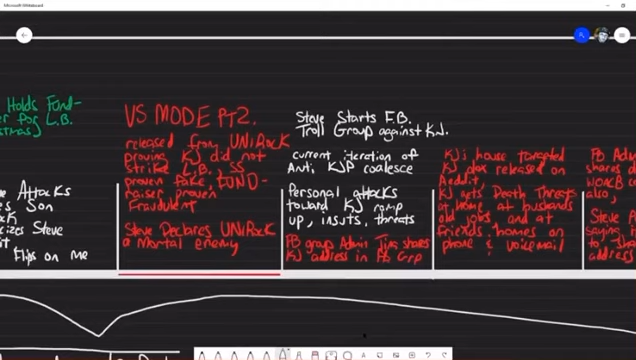 Microsoft Whiteboard
Holds Fund-
er for L.B.
stmas)
Attacks
Son
Steve
Flips on me
VS MODE PT2.
released from UNIROCK
proving KJ did not
strike L.B., SS
proven fake, FUND-
raiser proven
Fraudulent
Steve Declares UNIROCK
a Mortal enemy
Steve Starts F.B.
Troll Group against KJ.
current iteration of
Anti KJP coalesce
Personal attacks
toward KJ ramp
up, insults, threats
FB group Admin Tina shares
KJ address in FB Grp
KJ; house targeted
KJ released on
Reddit
KJ gets Death Threats
at home, at husbands
old jobs and at
friends homes on
phone & voicemail
FB Adm
shares
WORCB
also,
Steve
saying
to sha
address